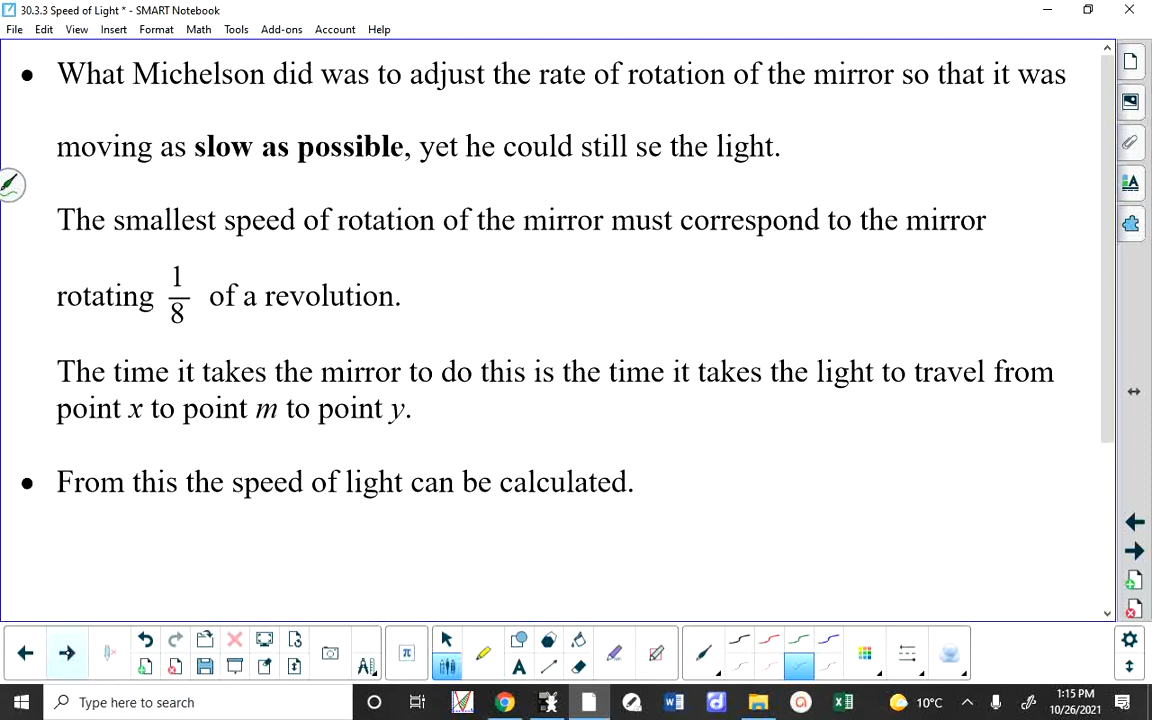 30.3.3 Speed of Light * - SMART Notebook
File Edit View Insert Format Math Tools Add-ons Account Help
• What Michelson did was to adjust the rate of rotation of the mirror so that it was
moving as slow as possible, yet he could still se the light.
The smallest speed of rotation of the mirror must correspond to the mirror
rotating 1/8 of a revolution.
The time it takes the mirror to do this is the time it takes the light to travel from
point x to point m to point y.
• From this the speed of light can be calculated.
Type here to search
10°C
1:15 PM
10/26/2021